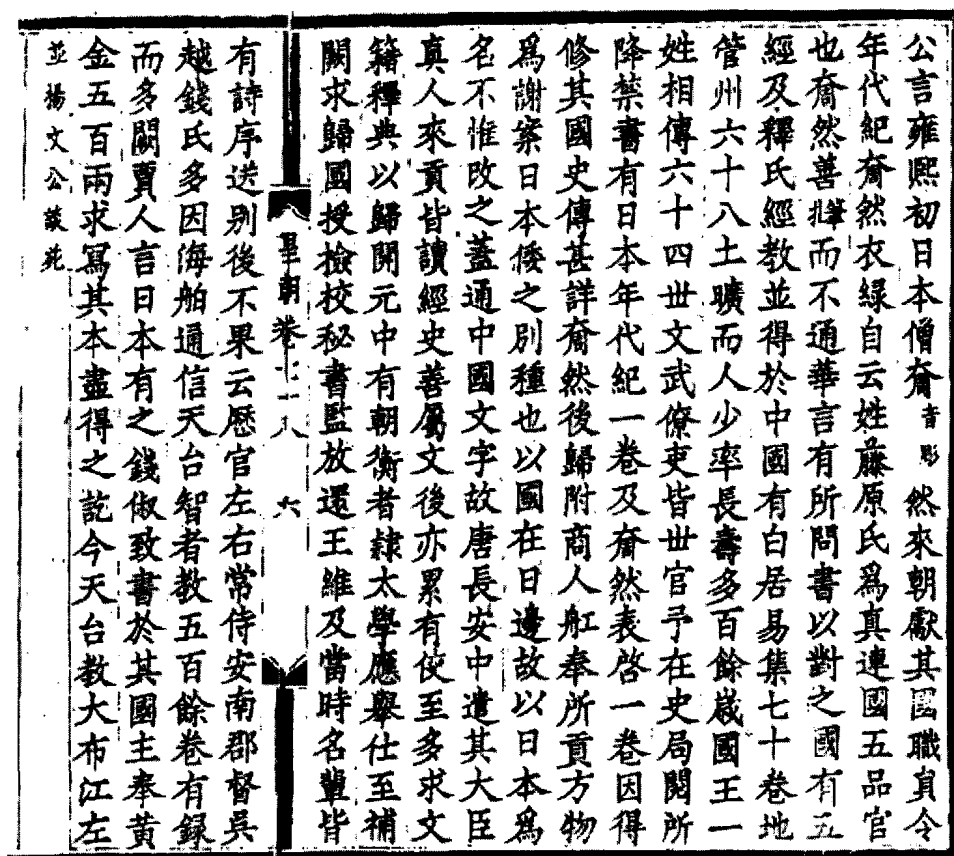 公言雍熙初日本僧奝音彫然來朝獻其國職員令
年代紀奝然衣綠自云姓藤原氏爲真連國五品官
也奝然善筆札而不通華言有所問書以對之國有五
經及釋氏經教並得於中國有白居易集七十卷地
管州六十八土曠而人少率長壽多百餘歲國王一
姓相傳六十四世文武僚吏皆世官予在史局閱所
降禁書有日本年代紀一卷及奝然表啓一卷因得
修其國史傳甚詳奝然後歸附商人舡奉所貢方物
爲謝案日本倭之別種也以國在日邊故以日本爲
名不惟改之蓋通中國文字故唐長安中遣其大臣
真人來貢皆讀經史善屬文後亦累有使至多求文
籍釋典以歸開元中有朝衡者隸太學應舉仕至補
闕求歸國授檢校秘書監放還王維及當時名輩皆
皇朝卷七十八 六
有詩序送別後不果云歷官左右常侍安南郡督吳
越錢氏多因海舶通信天台智者教五百餘卷有錄
而多闕賈人言日本有之錢俶致書於其國主奉黃
金五百兩求寫其本盡得之訖今天台教大布江左
並楊文公談苑